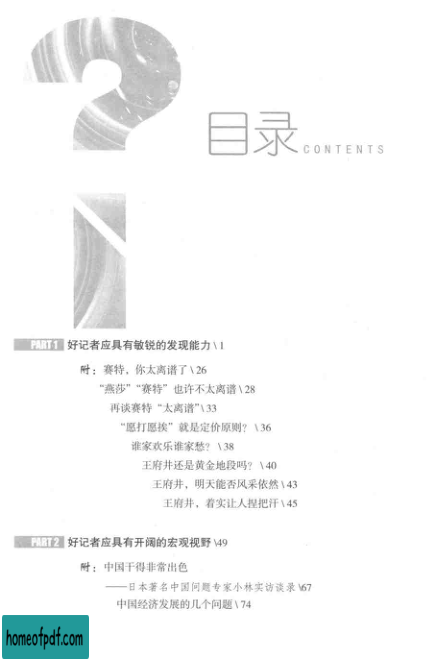 目录 CONTENTS
PART 1 好记者应具有敏锐的发现能力 \ 1
附：赛特，你太离谱了 \ 26
“燕莎”“赛特”也许不太离谱 \ 28
再谈赛特“太离谱” \ 33
“愿打愿挨”就是定价原则？ \ 36
谁家欢乐谁家愁？ \ 38
王府井还是黄金地段吗？ \ 40
王府井，明天能否风采依然 \ 43
王府井，着实让人捏把汗 \ 45
PART 2 好记者应具有开阔的宏观视野 \ 49
附：中国干得非常出色
——日本著名中国问题专家小林实访谈录 \ 67
中国经济发展的几个问题 \ 74
homeofpdf.com